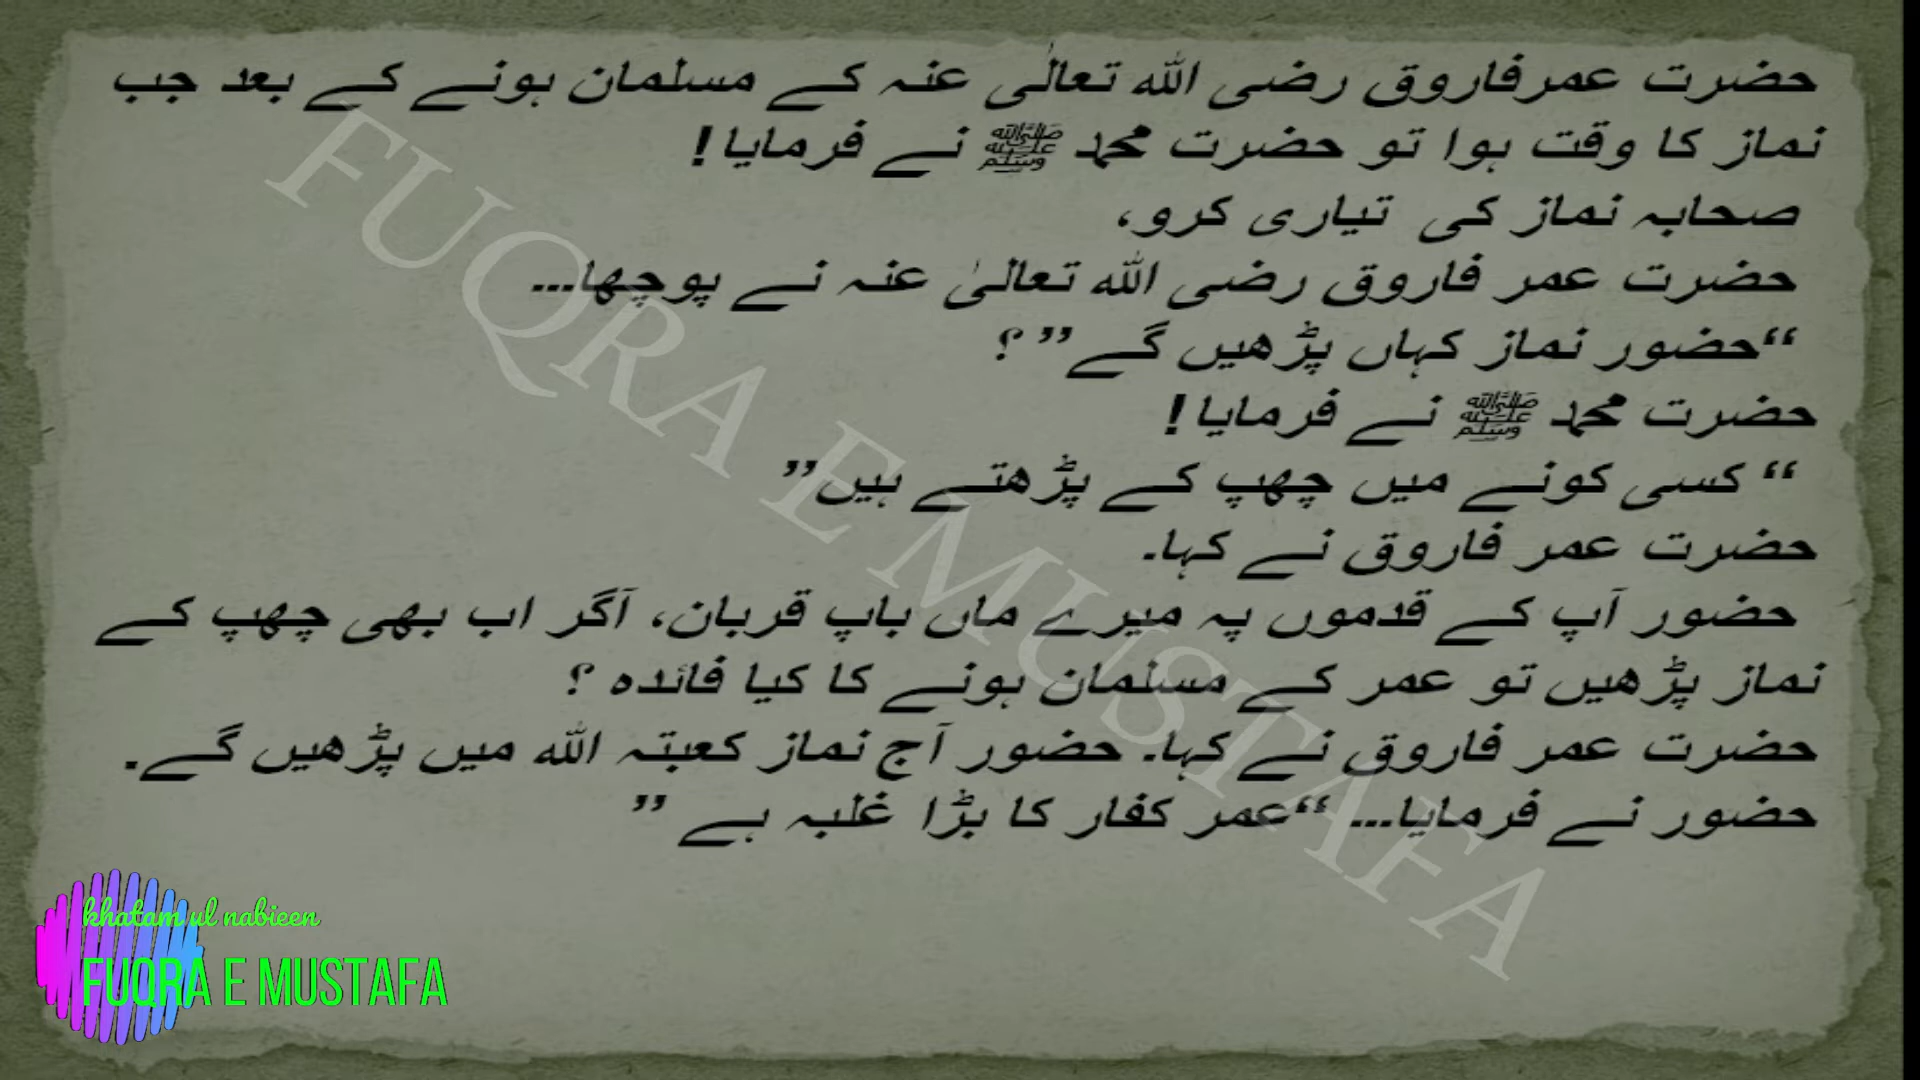 حضرت عمرفاروق رضی اللہ تعالٰی عنہ کے مسلمان ہونے کے بعد جب
نماز کا وقت ہوا تو حضرت محمد ﷺ نے فرمایا!
صحابہ نماز کی تیاری کرو،
حضرت عمر فاروق رضی اللہ تعالیٰ عنہ نے پوچھا...
“حضور نماز کہاں پڑھیں گے” ؟
حضرت محمد ﷺ نے فرمایا!
“ کسی کونے میں چھپ کے پڑھتے ہیں”
حضرت عمر فاروق نے کہا۔
حضور آپ کے قدموں پہ میرے ماں باپ قربان، آگر اب بھی چھپ کے
نماز پڑھیں تو عمر کے مسلمان ہونے کا کیا فائدہ ؟
حضرت عمر فاروق نے کہا۔ حضور آج نماز کعبتہ اللہ میں پڑھیں گے.
حضور نے فرمایا... “عمر کفار کا بڑا غلبہ ہے ”
FUQRA E MUSTAFA
khatam ul nabieen
FUQRA E MUSTAFA